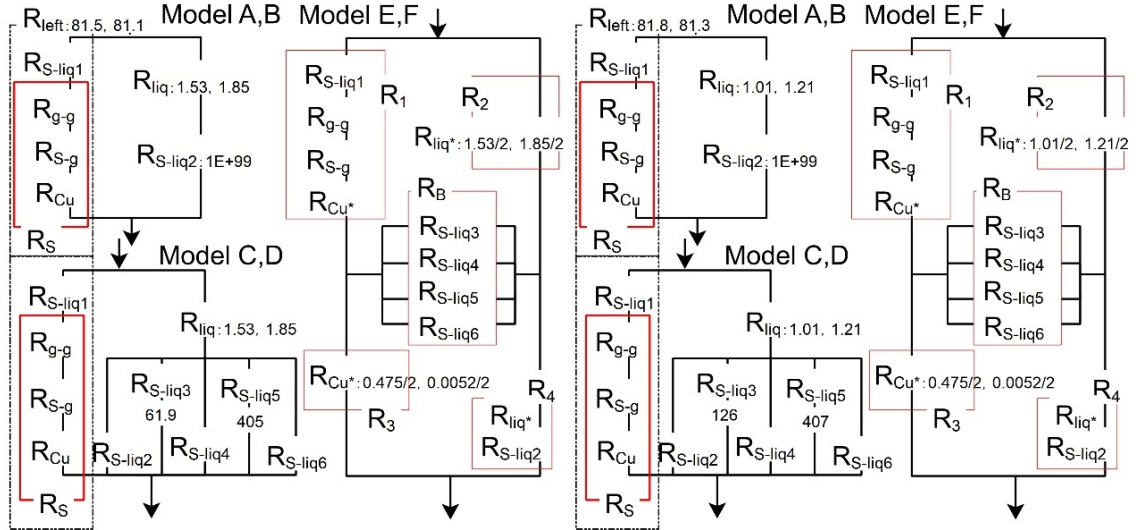 Model A,B
Rleft: 81.5, 81.1
RS-liq1
Rg-g
RS-g
RCu
RS
Rliq: 1.53, 1.85
RS-liq2: 1E+99
Model C,D
RS-liq1
Rg-g
RS-g
RCu
RS
Rliq: 1.53, 1.85
RS-liq3
61.9
RS-liq5
405
RS-liq2
RS-liq4
RS-liq6
Model E,F
RS-liq1
R1
Rg-g
RS-g
RCu*
R2
Rliq*: 1.53/2, 1.85/2
RB
RS-liq3
RS-liq4
RS-liq5
RS-liq6
RCu*: 0.475/2, 0.0052/2
R3
R4
Rliq*
RS-liq2
Model A,B
Rleft: 81.8, 81.3
RS-liq1
Rg-g
RS-g
RCu
RS
Rliq: 1.01, 1.21
RS-liq2: 1E+99
Model C,D
RS-liq1
Rg-g
RS-g
RCu
RS
Rliq: 1.01, 1.21
RS-liq3
126
RS-liq5
407
RS-liq2
RS-liq4
RS-liq6
Model E,F
RS-liq1
R1
Rg-g
RS-g
RCu*
R2
Rliq*: 1.01/2, 1.21/2
RB
RS-liq3
RS-liq4
RS-liq5
RS-liq6
RCu*: 0.475/2, 0.0052/2
R3
R4
Rliq*
RS-liq2